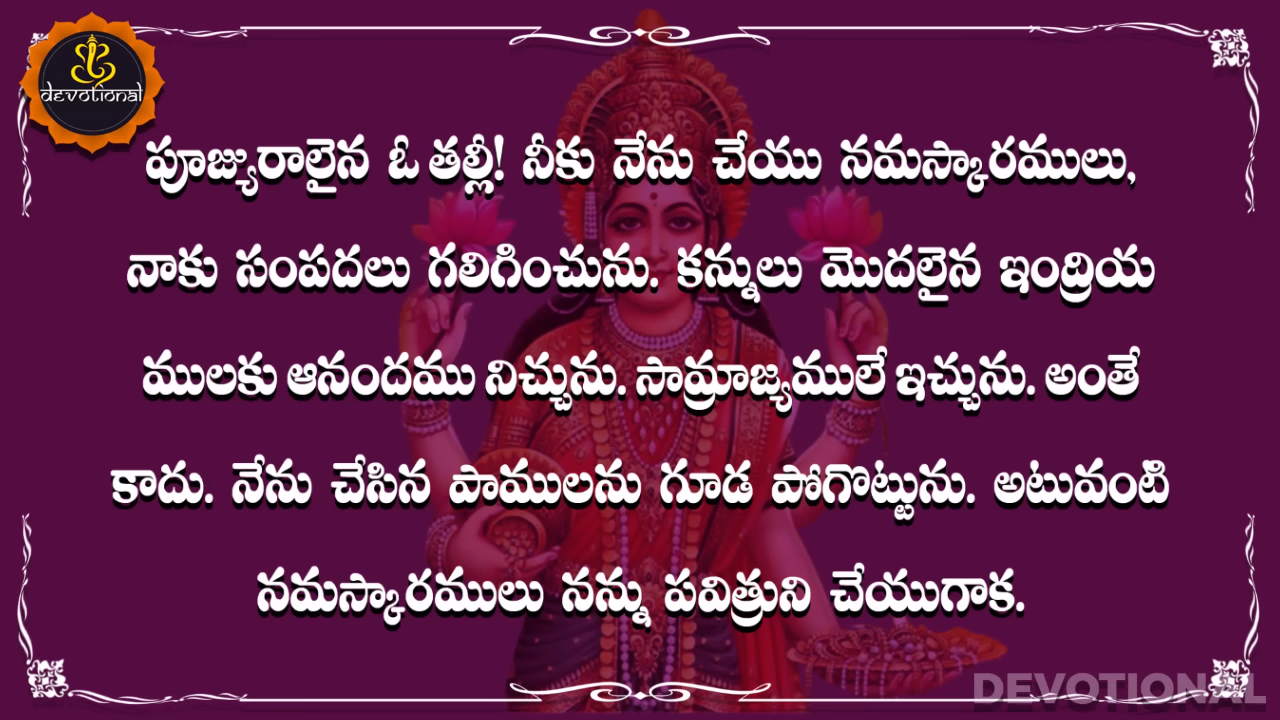 devotional
పూజ్యురాలైన ఓ తల్లీ! నీకు నేను చేయు నమస్కారములు,
నాకు సంపదలు గలిగించును. కన్నులు మొదలైన ఇంద్రియ
ములకు ఆనందము నిచ్చును. సామ్రాజ్యములే ఇచ్చును. అంతే
కాదు. నేను చేసిన పాములను గూడ పోగొట్టును. అటువంటి
నమస్కారములు నన్ను పవిత్రుని చేయుగాక.
DEVOTIONAL